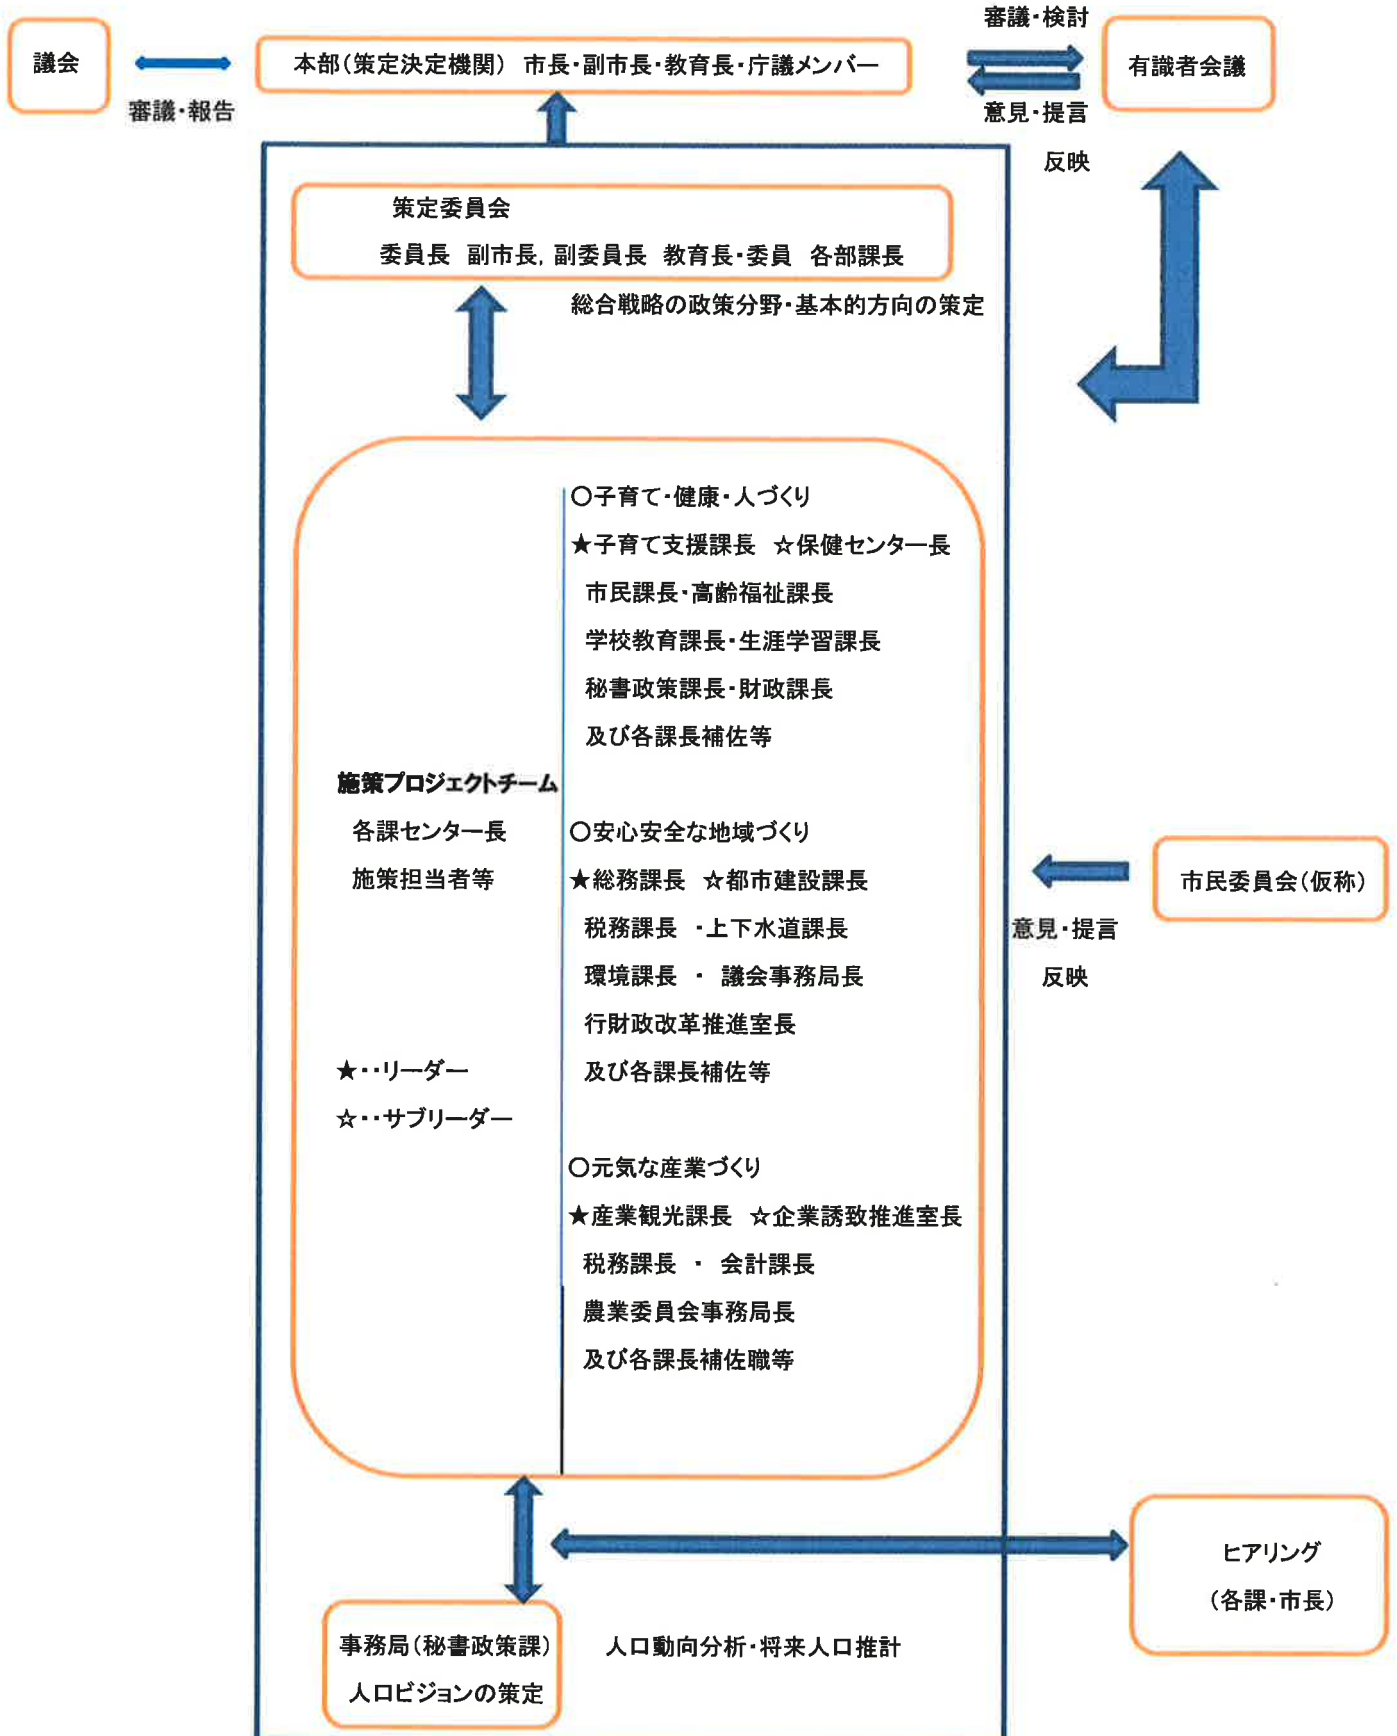 審議・検討
議会
本部(策定決定機関) 市長・副市長・教育長・庁議メンバー
有識者会議
審議・報告
意見・提言
反映
策定委員会
委員長 副市長, 副委員長 教育長・委員 各部課長
総合戦略の政策分野・基本的方向の策定
○子育て・健康・人づくり
★子育て支援課長 ☆保健センター長
市民課長・高齢福祉課長
学校教育課長・生涯学習課長
秘書政策課長・財政課長
及び各課長補佐等
施策プロジェクトチーム
各課センター長
施策担当者等
○安心安全な地域づくり
★総務課長 ☆都市建設課長
税務課長 ・上下水道課長
環境課長 ・ 議会事務局長
行財政改革推進室長
及び各課長補佐等
市民委員会(仮称)
意見・提言
反映
★・・リーダー
☆・・サブリーダー
○元気な産業づくり
★産業観光課長 ☆企業誘致推進室長
税務課長 ・ 会計課長
農業委員会事務局長
及び各課長補佐職等
ヒアリング
(各課・市長)
事務局(秘書政策課)
人口ビジョンの策定
人口動向分析・将来人口推計